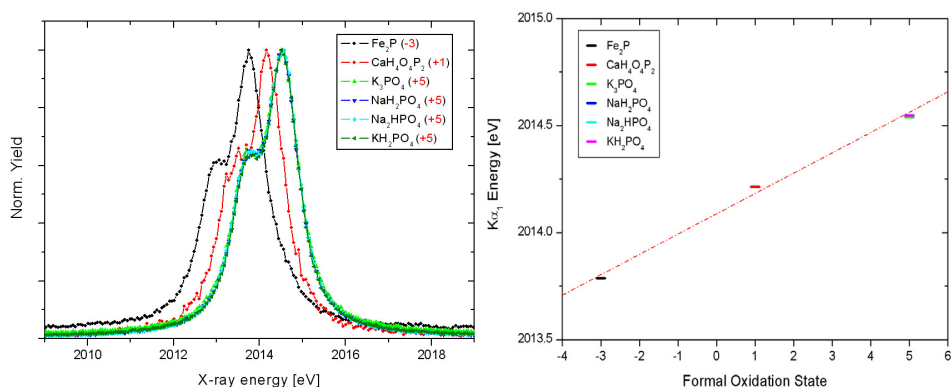 Norm. Yield
Fe₂P (-3)
CaH₄O₄P₂ (+1)
K₃PO₄ (+5)
NaH₂PO₄ (+5)
Na₂HPO₄ (+5)
KH₂PO₄ (+5)
2010 2012 2014 2016 2018
X-ray energy [eV]
Kα₁ Energy [eV]
2015.0
2014.5
2014.0
2013.5
Fe₂P
CaH₄O₄P₂
K₃PO₄
NaH₂PO₄
Na₂HPO₄
KH₂PO₄
-4 -3 -2 -1 0 1 2 3 4 5 6
Formal Oxidation State